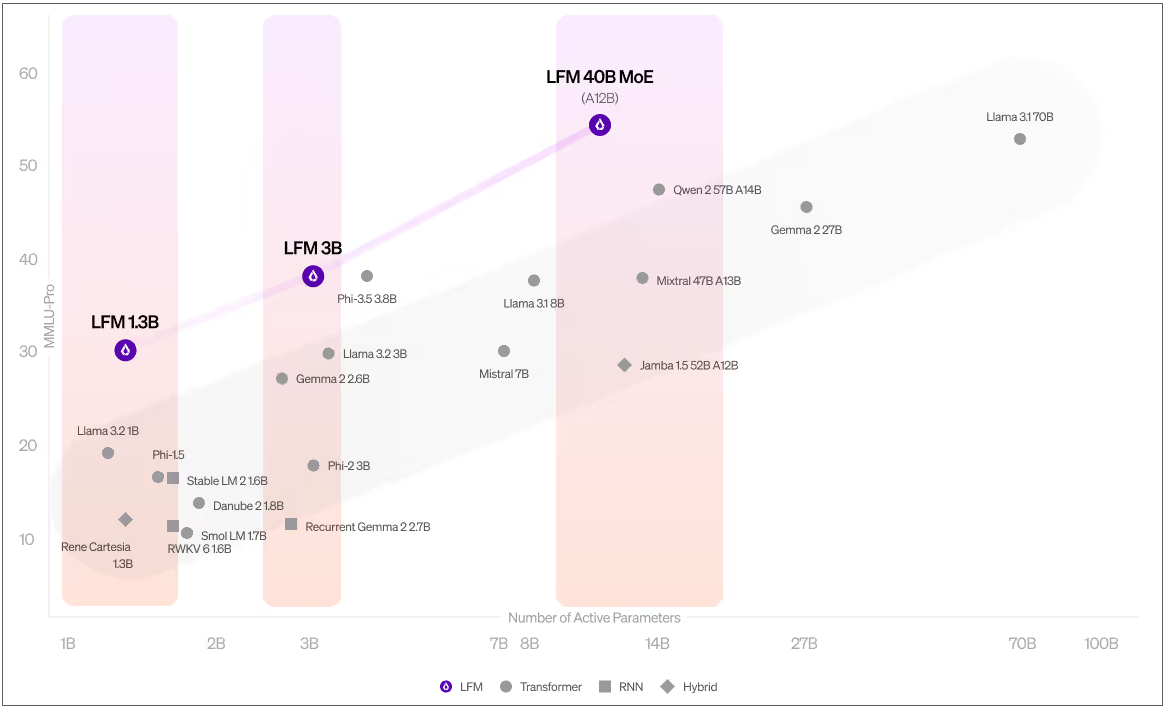 LFM 40B MoE
(A12B)
60
Llama 3.1 70B
50
Qwen 2 57B A14B
Gemma 2 27B
LFM 3B
40
Phi-3.5 3.8B
Llama 3.1 8B
Mixtral 47B A13B
MMLU-Pro
LFM 1.3B
30
Llama 3.2 3B
Mistral 7B
Jamba 1.5 52B A12B
Gemma 2 2.6B
20
Llama 3.2 1B
Phi-1.5
Phi-2 3B
Stable LM 2 1.6B
Danube 2 1.8B
Recurrent Gemma 2 2.7B
10
Smol LM 1.7B
Rene Cartesia
1.3B
RWKV 6 1.6B
Number of Active Parameters
1B 2B 3B 7B 8B 14B 27B 70B 100B
LFM Transformer RNN Hybrid